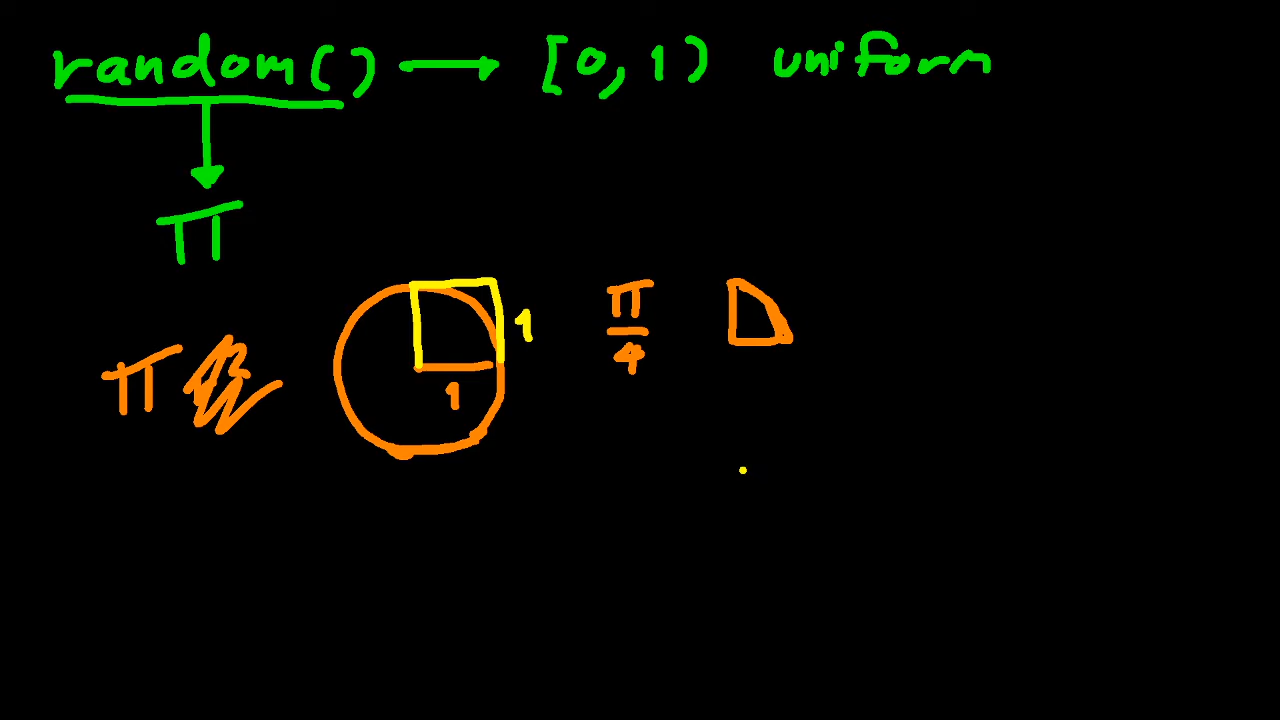 random() → [0, 1) uniform
π
π
1
1
π/4